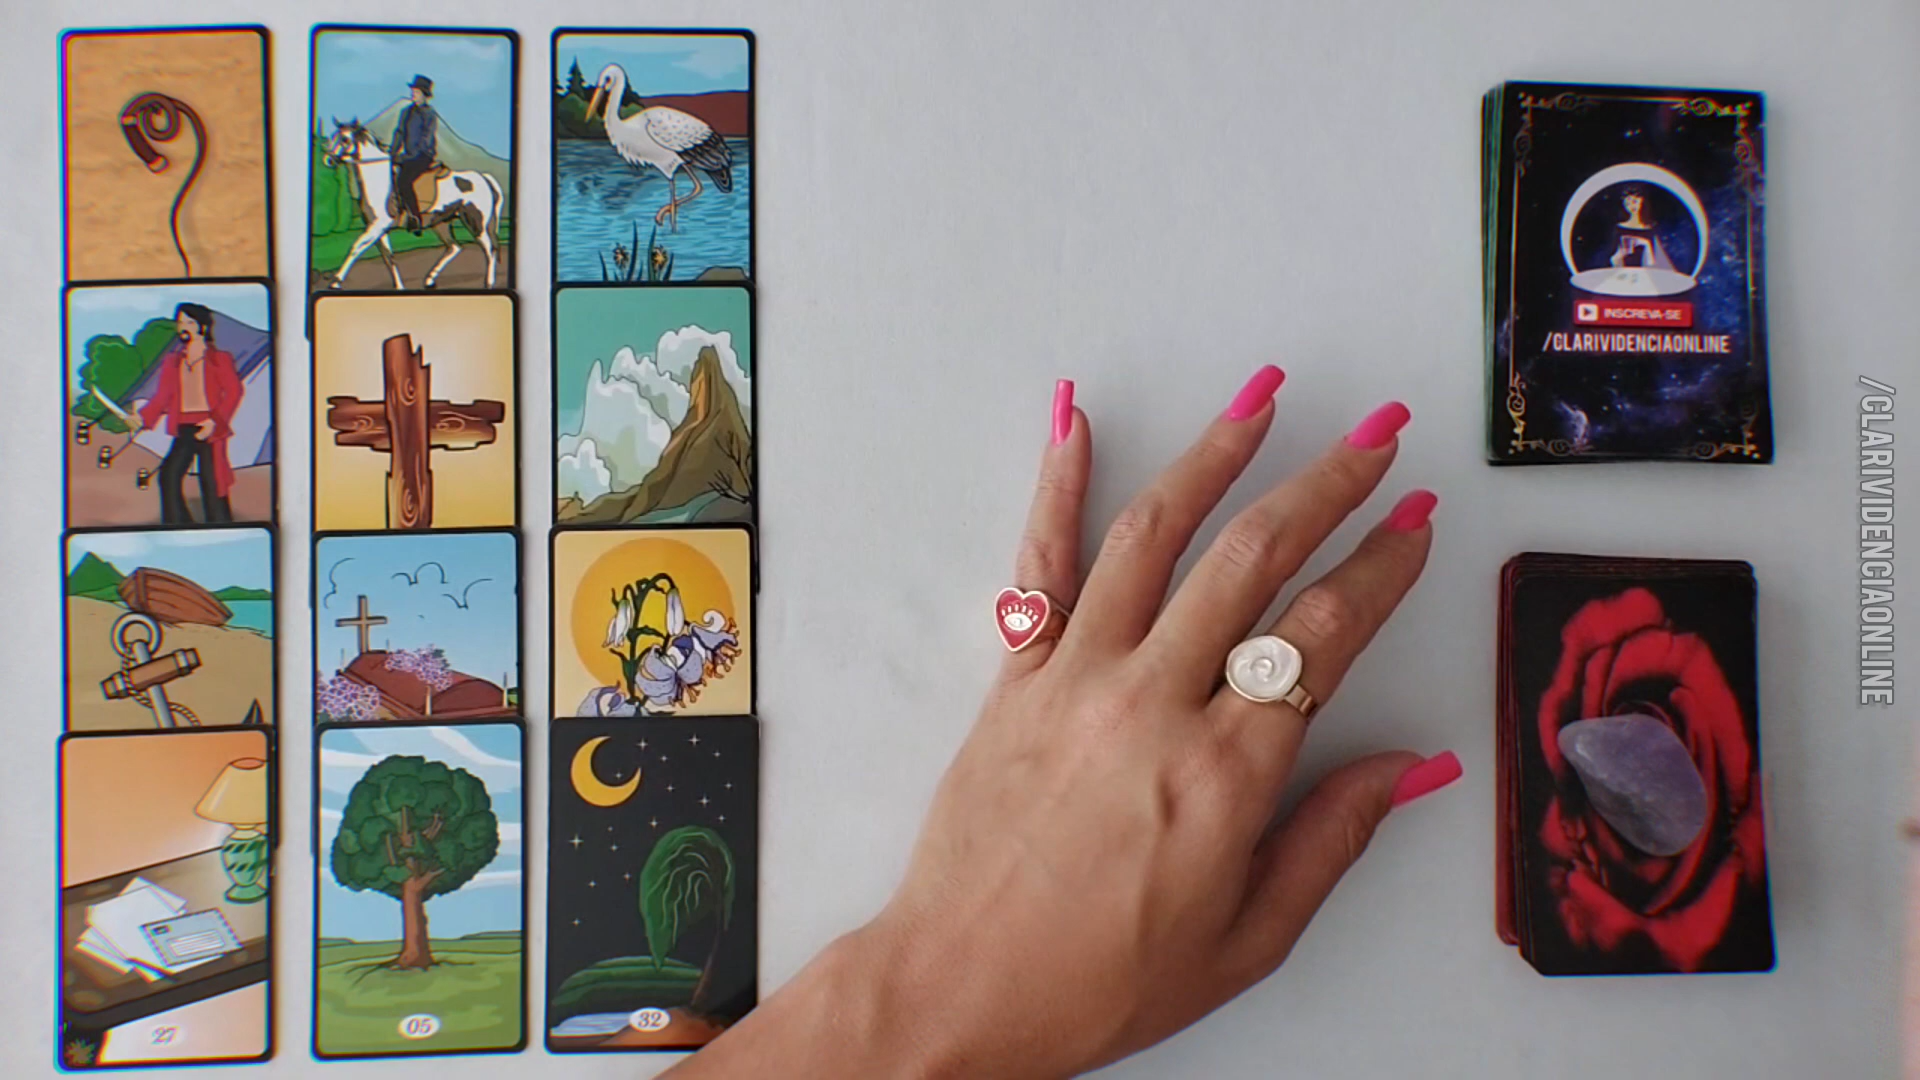 INSCREVA-SE
/CLARIVIDENCIAONLINE
/CLARIVIDENCIAONLINE
27
05
32